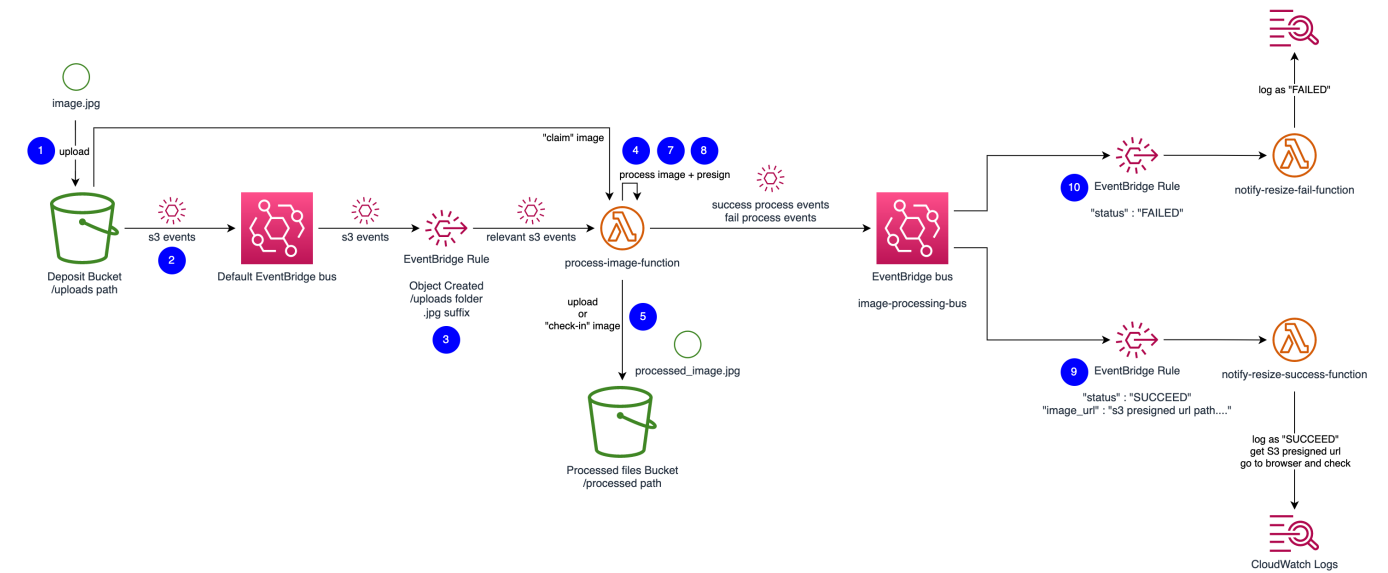 image.jpg
1
upload
Deposit Bucket
/uploads path
s3 events
2
Default EventBridge bus
s3 events
EventBridge Rule
Object Created
/uploads folder
.jpg suffix
3
relevant s3 events
"claim" image
4
7
8
process image + presign
process-image-function
upload
or
"check-in" image
5
processed_image.jpg
Processed files Bucket
/processed path
success process events
fail process events
EventBridge bus
image-processing-bus
10
EventBridge Rule
"status" : "FAILED"
log as "FAILED"
notify-resize-fail-function
9
EventBridge Rule
"status" : "SUCCEED"
"image_url" : "s3 presigned url path...."
notify-resize-success-function
log as "SUCCEED"
get S3 presigned url
go to browser and check
CloudWatch Logs